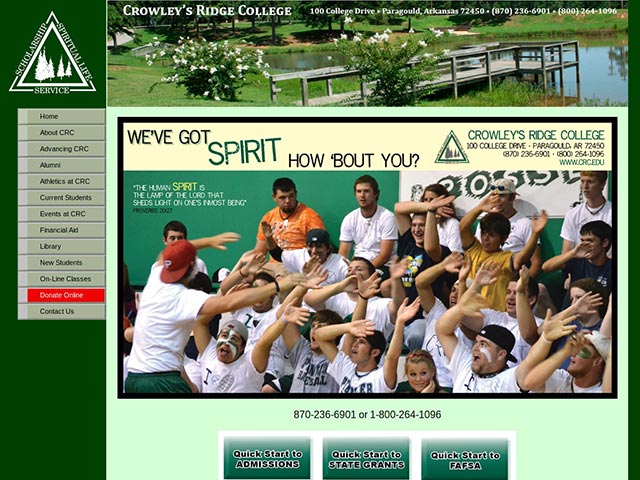 SCHOLARSHIP SPIRITUAL LIFE
SERVICE
CROWLEY'S RIDGE COLLEGE
100 COLLEGE DRIVE • PARAGOULD, ARKANSAS 72450 • (870) 236-6901 • (800) 264-1096
Home
About CRC
Advancing CRC
Alumni
Athletics at CRC
Current Students
Events at CRC
Financial Aid
Library
New Students
On-Line Classes
Donate Online
Contact Us
WE'VE GOT SPIRIT HOW 'BOUT YOU?
CROWLEY'S RIDGE COLLEGE
100 COLLEGE DRIVE • PARAGOULD, AR 72450
(870) 236-6901 • (800) 264-1096
WWW.CRC.EDU
"THE HUMAN SPIRIT IS
THE LAMP OF THE LORD THAT
SHEDS LIGHT ON ONE'S INMOST BEING"
PROVERBS 20:27
870-236-6901 or 1-800-264-1096
Quick Start to
ADMISSIONS
Quick Start to
STATE GRANTS
Quick Start to
FAFSA